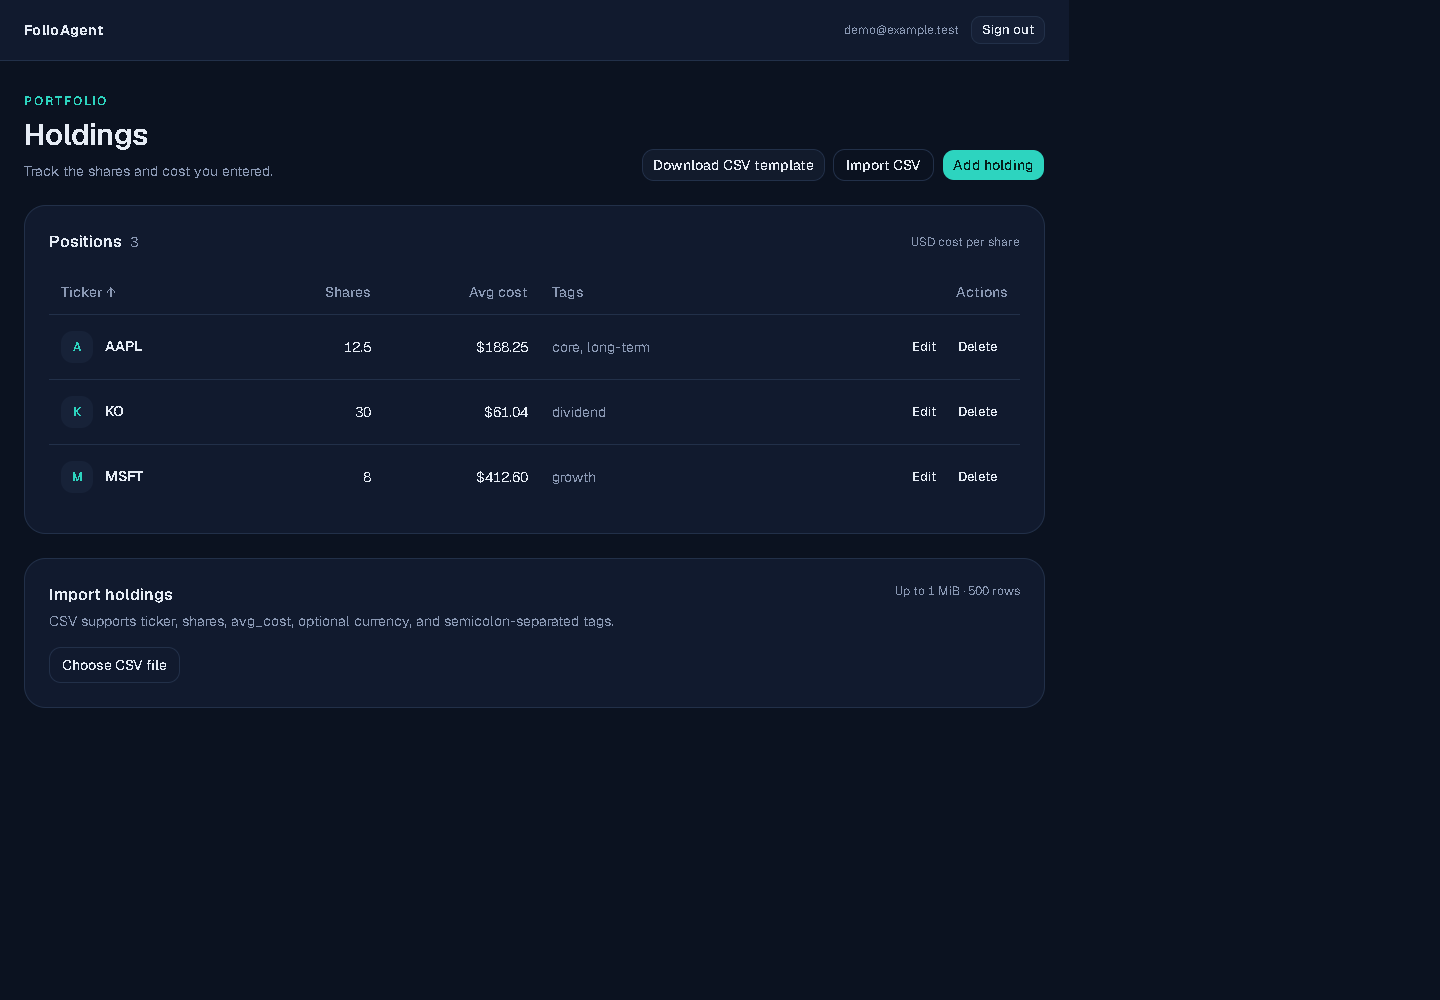 FolioAgent
demo@example.test Sign out
PORTFOLIO
Holdings
Track the shares and cost you entered.
Download CSV template Import CSV Add holding
Positions 3 USD cost per share
Ticker ↑ Shares Avg cost Tags Actions
A AAPL 12.5 $188.25 core, long-term Edit Delete
K KO 30 $61.04 dividend Edit Delete
M MSFT 8 $412.60 growth Edit Delete
Import holdings Up to 1 MiB · 500 rows
CSV supports ticker, shares, avg_cost, optional currency, and semicolon-separated tags.
Choose CSV file